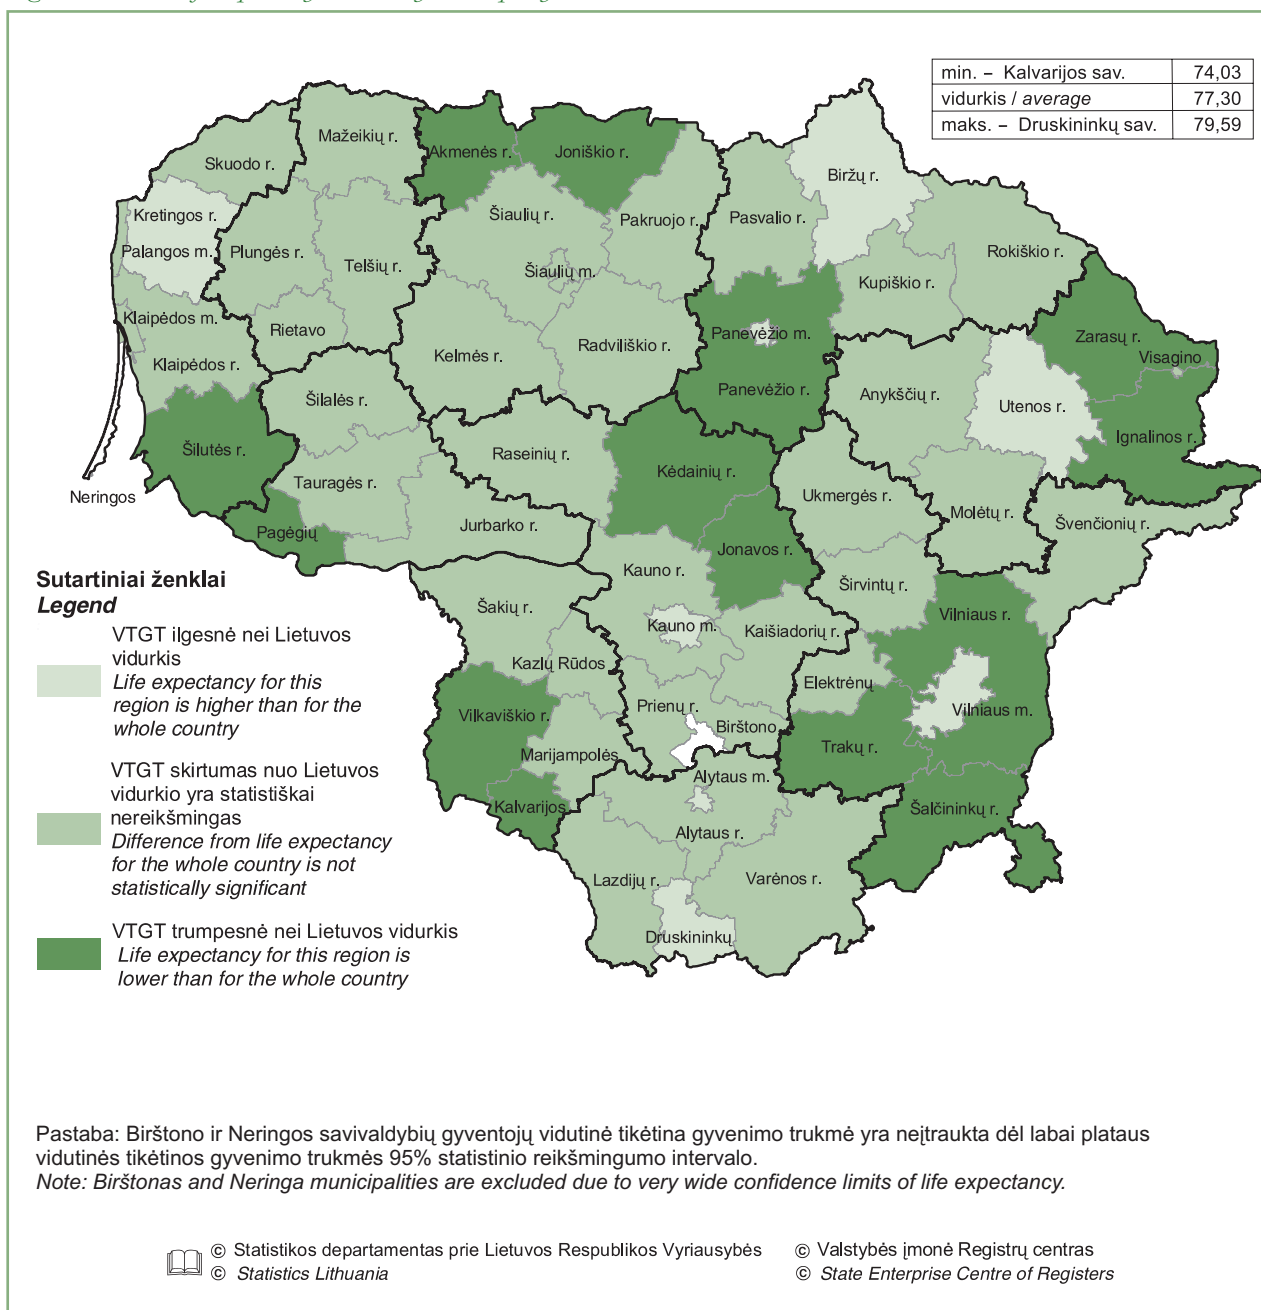 min. – Kalvarijos sav. 74,03
vidurkis / average 77,30
maks. – Druskininkų sav. 79,59
Mažeikių r.
Skuodo r.
Akmenės r.
Joniškio r.
Biržų r.
Kretingos r.
Šiaulių r.
Pakruojo r.
Pasvalio r.
Palangos m.
Plungės r.
Telšių r.
Šiaulių m.
Rokiškio r.
Kupiškio r.
Klaipėdos m.
Rietavo
Panevėžio m.
Zarasų r.
Visagino
Klaipėdos r.
Kelmės r.
Radviliškio r.
Panevėžio r.
Anykščių r.
Šilalės r.
Utenos r.
Ignalinos r.
Šilutės r.
Raseinių r.
Kėdainių r.
Tauragės r.
Ukmergės r.
Neringos
Molėtų r.
Švenčionių r.
Pagėgių
Jurbarko r.
Jonavos r.
Kauno r.
Širvintų r.
Šakių r.
Vilniaus r.
Kauno m.
Kaišiadorių r.
Kazlų Rūdos
Elektrėnų
Vilkaviškio r.
Prienų r.
Birštono
Vilniaus m.
Trakų r.
Marijampolės
Alytaus m.
Kalvarijos
Šalčininkų r.
Alytaus r.
Lazdijų r.
Varėnos r.
Druskininkų
Sutartiniai ženklai
Legend
VTGT ilgesnė nei Lietuvos
vidurkis
Life expectancy for this
region is higher than for the
whole country
VTGT skirtumas nuo Lietuvos
vidurkio yra statistiškai
nereikšmingas
Difference from life expectancy
for the whole country is not
statistically significant
VTGT trumpesnė nei Lietuvos vidurkis
Life expectancy for this region is
lower than for the whole country
Pastaba: Birštono ir Neringos savivaldybių gyventojų vidutinė tikėtina gyvenimo trukmė yra neįtraukta dėl labai plataus
vidutinės tikėtinos gyvenimo trukmės 95% statistinio reikšmingumo intervalo.
Note: Birštonas and Neringa municipalities are excluded due to very wide confidence limits of life expectancy.
© Statistikos departamentas prie Lietuvos Respublikos Vyriausybės
© Statistics Lithuania
© Valstybės įmonė Registrų centras
© State Enterprise Centre of Registers